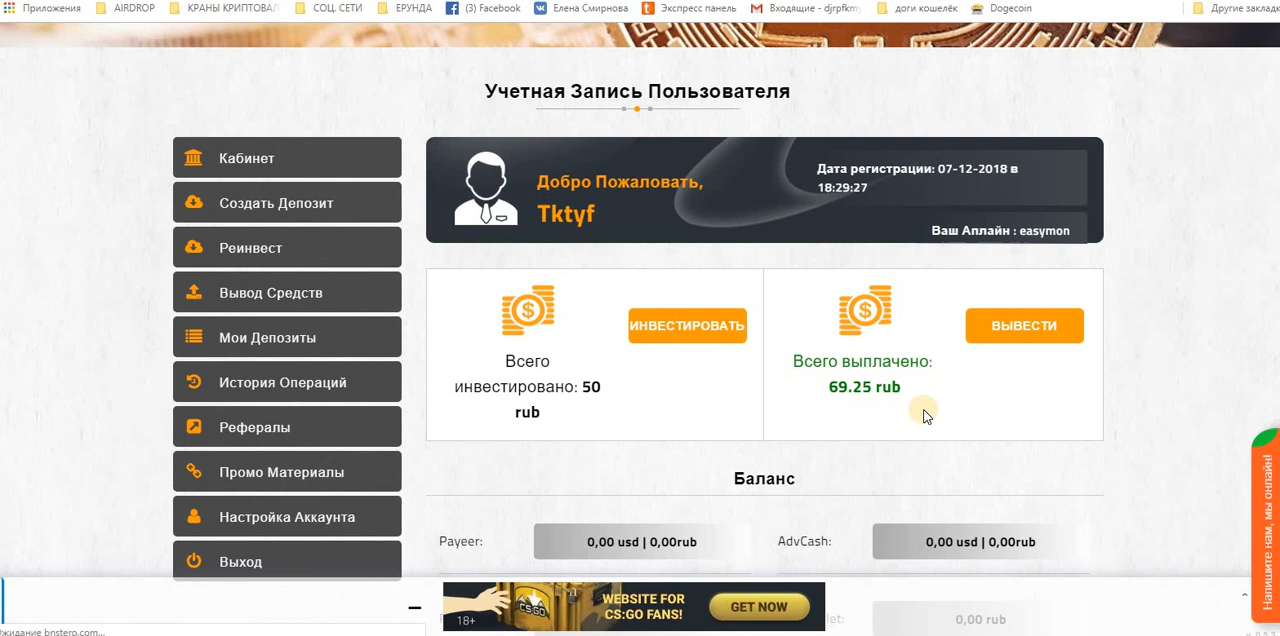 Приложения AIRDROP КРАНЫ КРИПТОВАЛ СОЦ. СЕТИ ЕРУНДА (3) Facebook Елена Смирнова Экспресс панель Входящие - djrpfkm доги кошелёк Dogecoin Другие закладк
Учетная Запись Пользователя
Кабинет
Создать Депозит
Реинвест
Вывод Средств
Мои Депозиты
История Операций
Рефералы
Промо Материалы
Настройка Аккаунта
Выход
Добро Пожаловать,
Tktyf
Дата регистрации: 07-12-2018 в
18:29:27
Ваш Аплайн : easymon
Всего
инвестировано: 50
rub
ИНВЕСТИРОВАТЬ
Всего выплачено:
69.25 rub
ВЫВЕСТИ
Баланс
Payeer:
0,00 usd | 0,00rub
AdvCash:
0,00 usd | 0,00rub
0,00 rub
Напишите нам, мы онлайн!
CS:GO
18+
WEBSITE FOR
CS:GO FANS!
GET NOW
жидание bnstero.com...